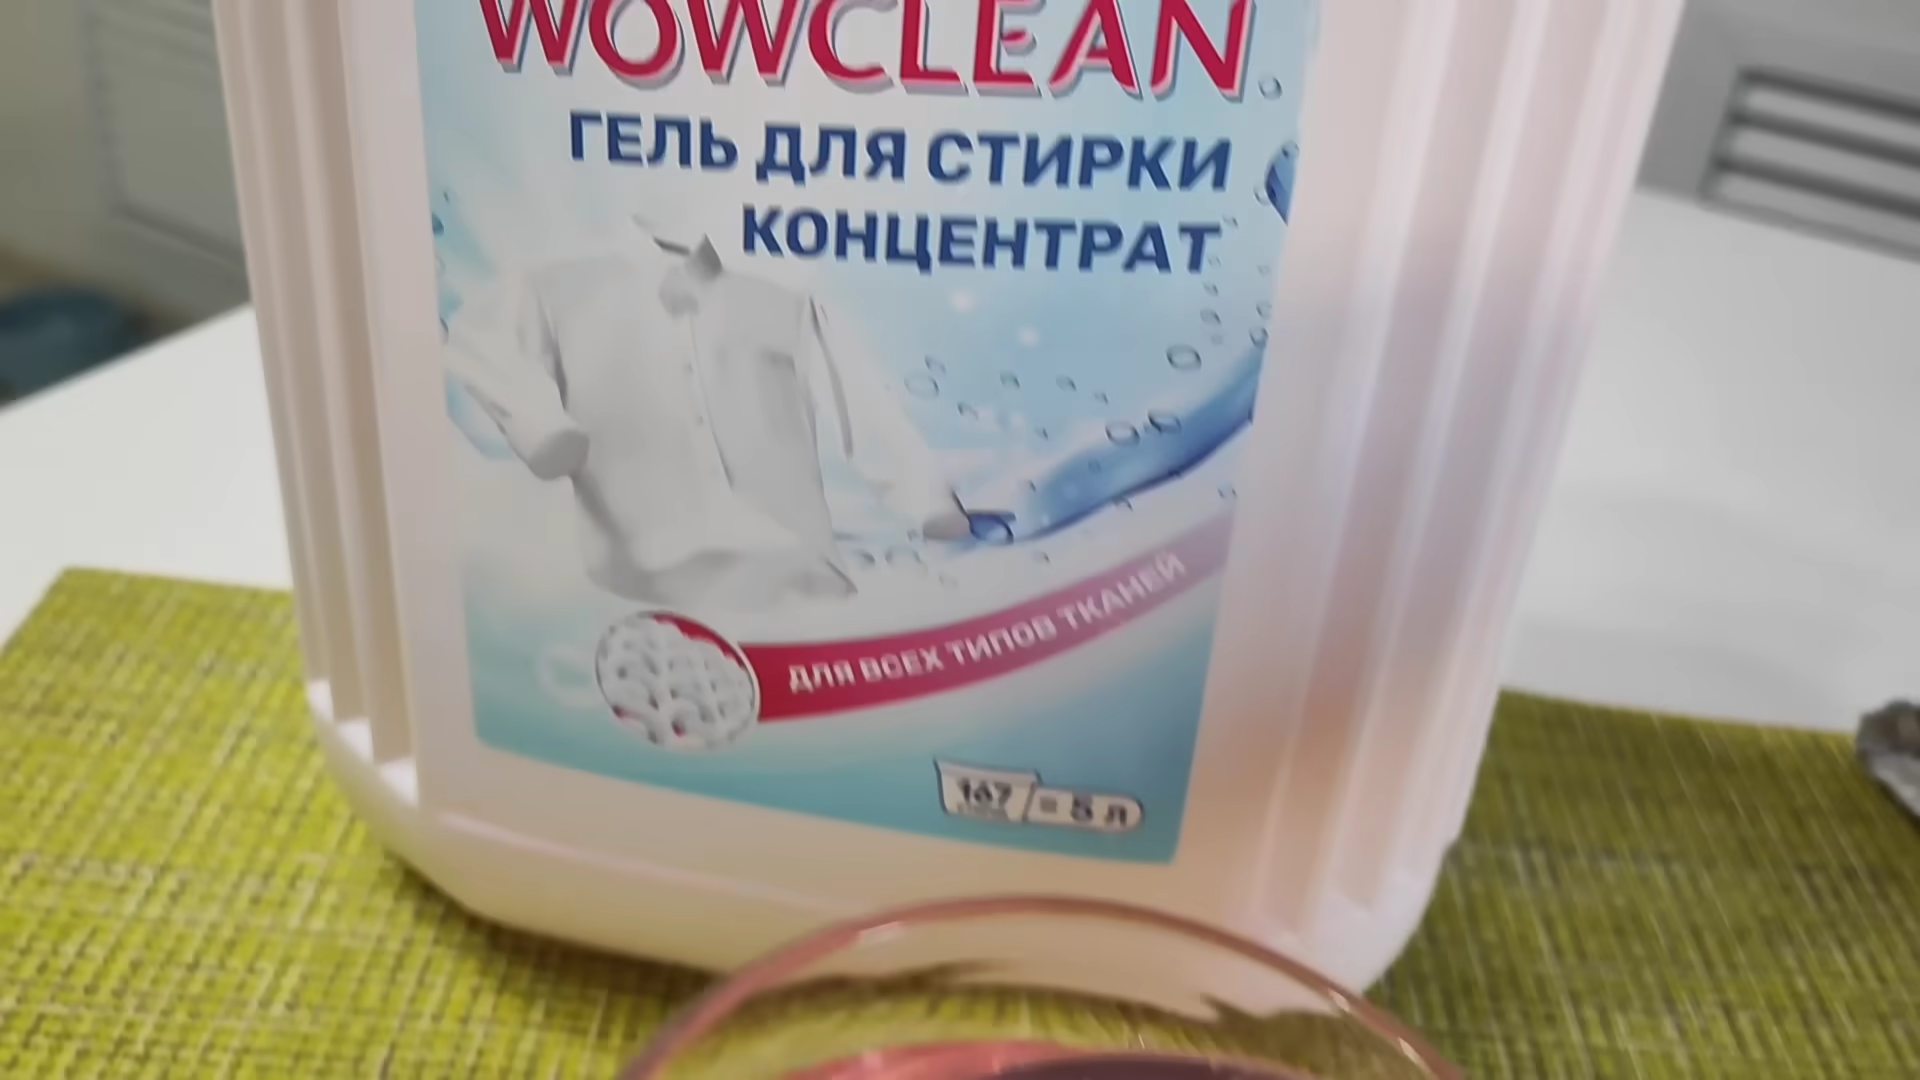 WOWCLEAN
ГЕЛЬ ДЛЯ СТИРКИ
КОНЦЕНТРАТ
ДЛЯ ВСЕХ ТИПОВ ТКАНЕЙ
167 = 5 л